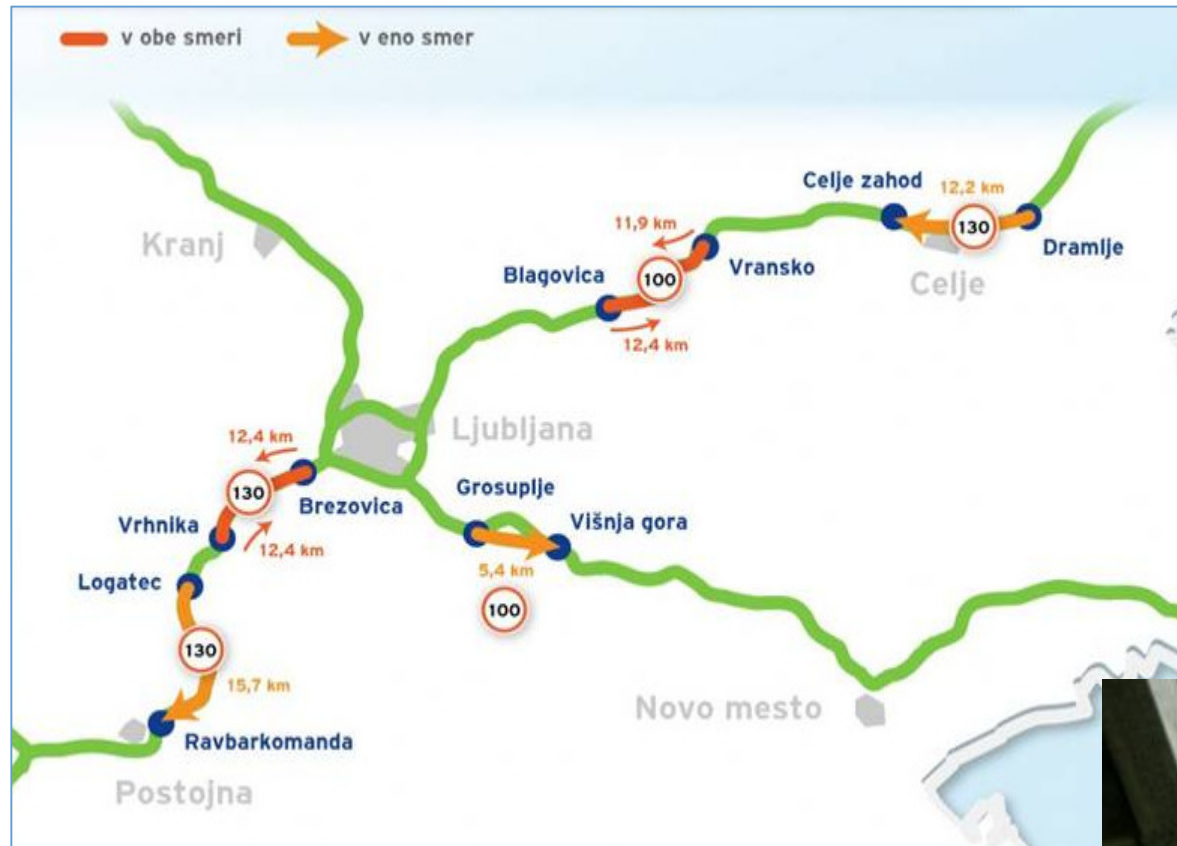 v obe smeri
v eno smer
Celje zahod
12,2 km
130
Dramlje
Celje
11,9 km
Vransko
100
Blagovica
12,4 km
Kranj
Ljubljana
12,4 km
130
Brezovica
Vrhnika
12,4 km
Grosuplje
Višnja gora
5,4 km
100
Logatec
130
15,7 km
Ravbarkomanda
Postojna
Novo mesto